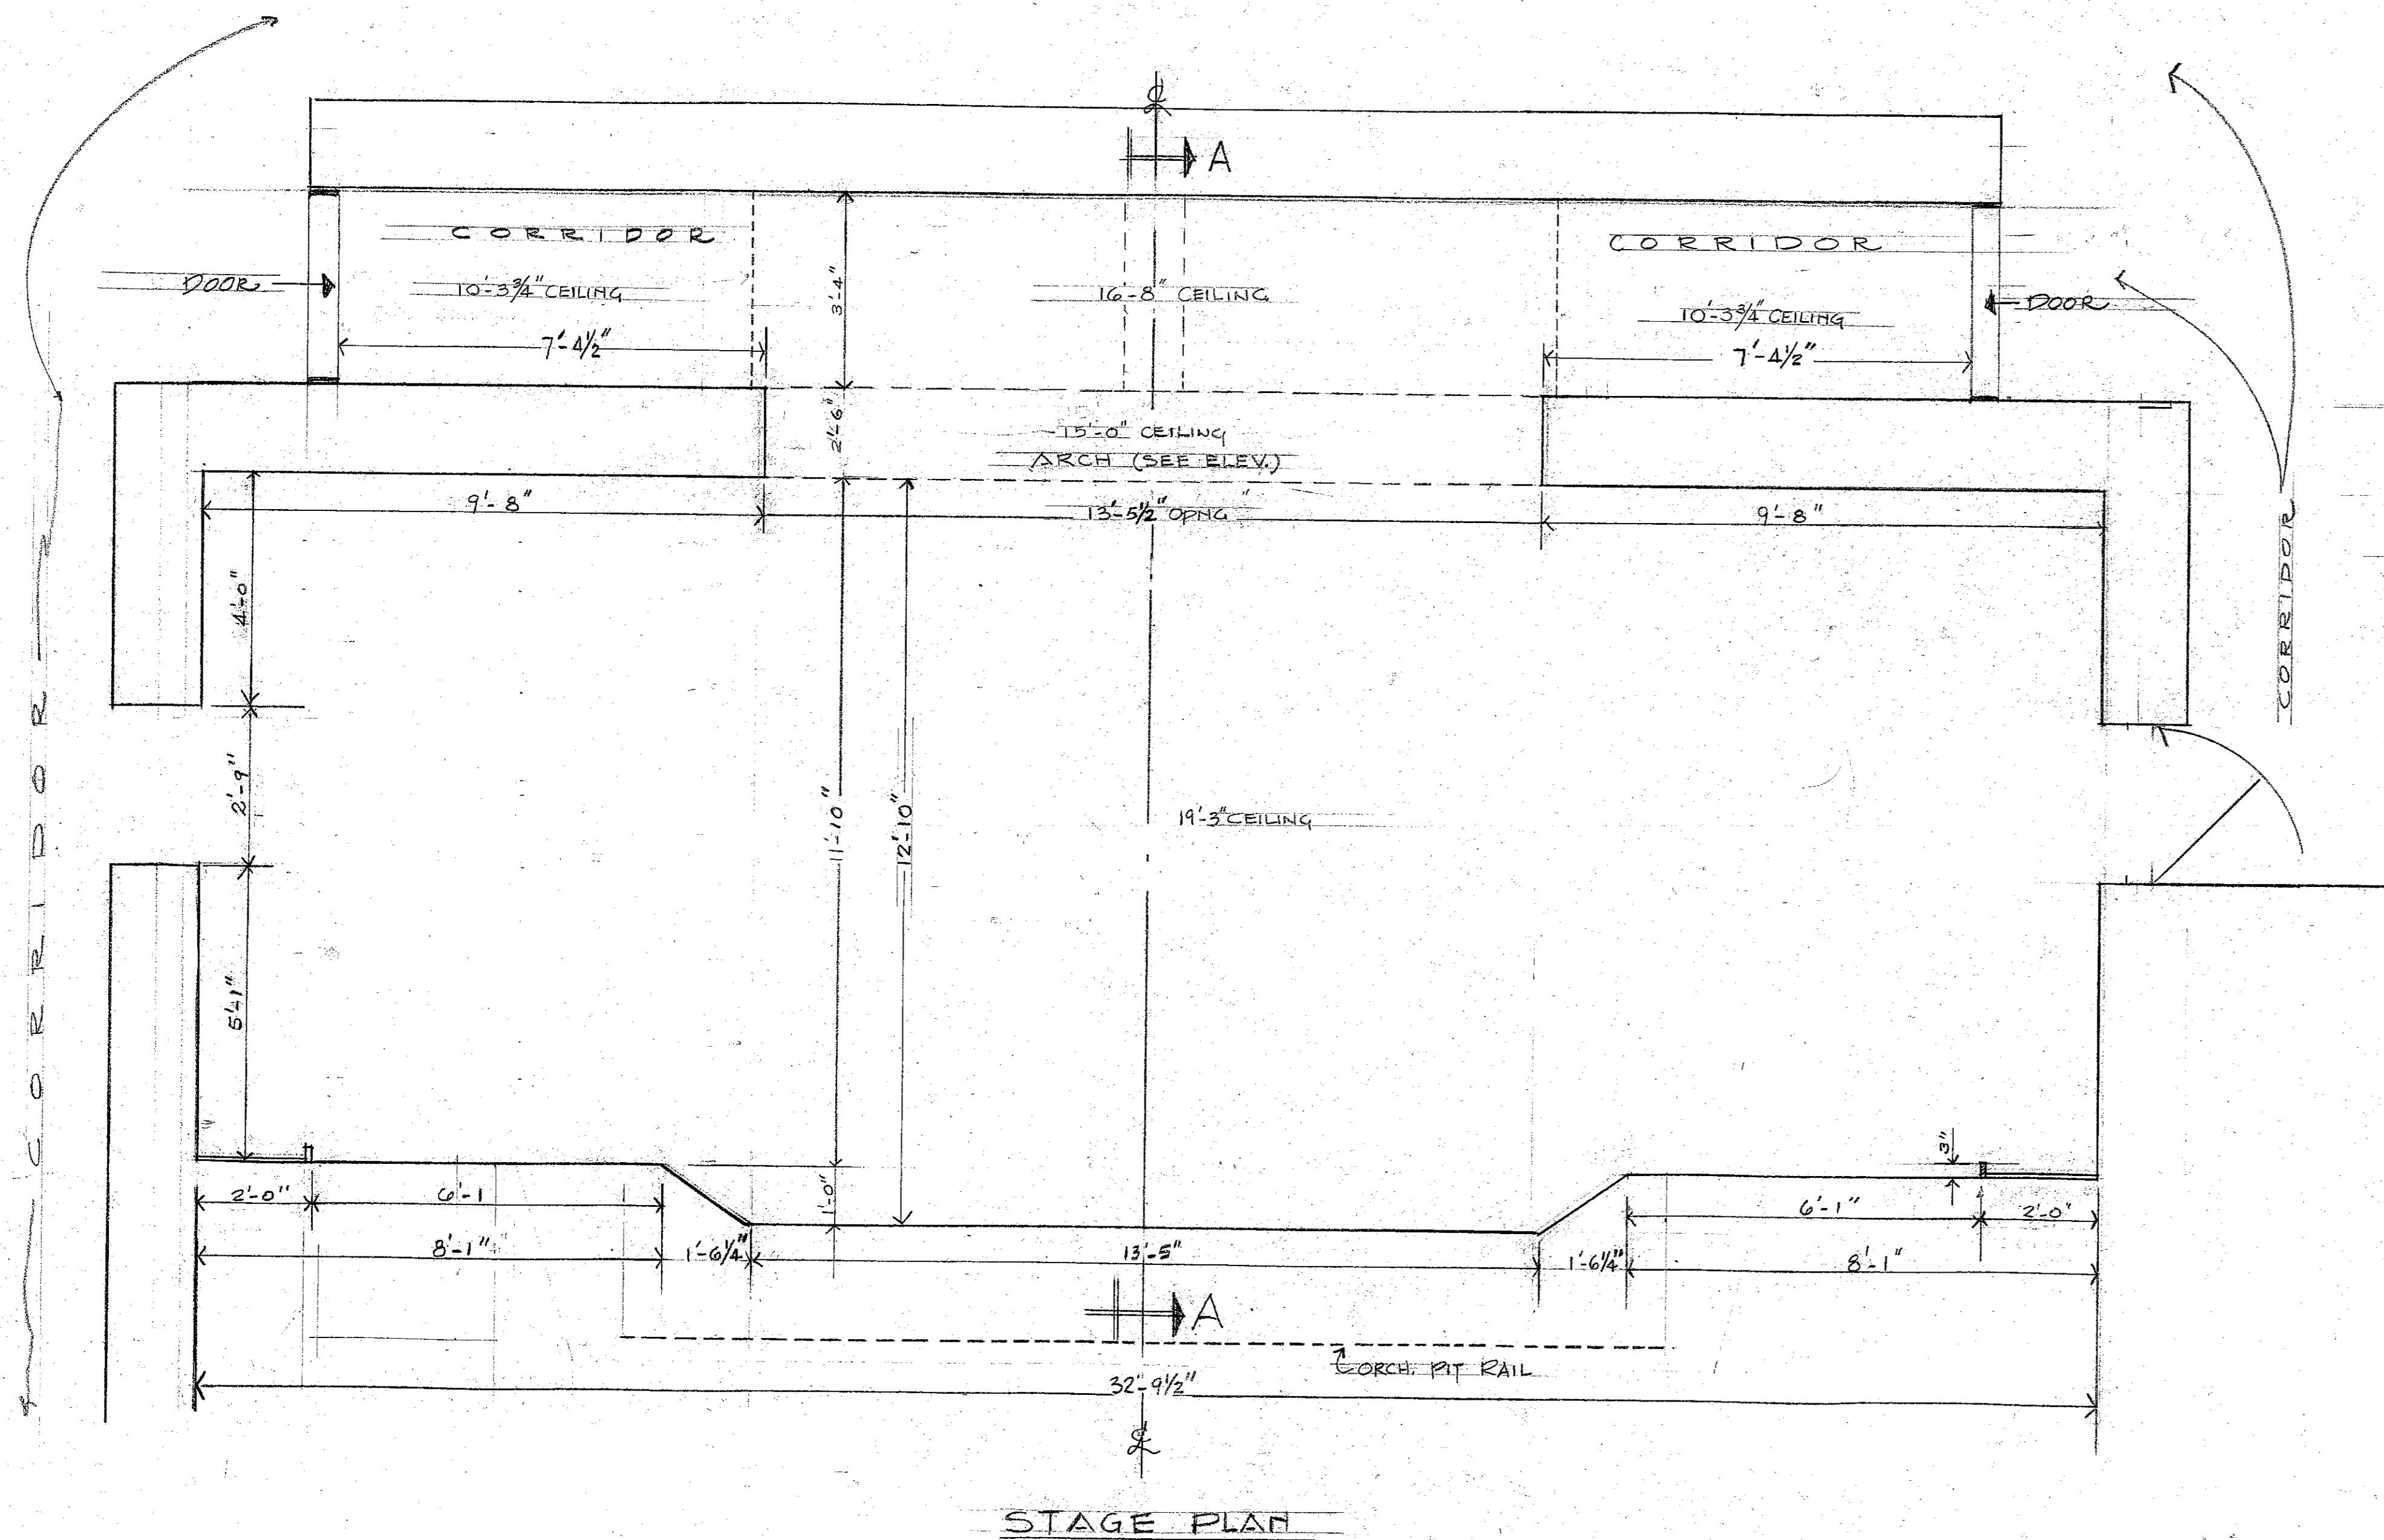 ℄
A
CORRIDOR
CORRIDOR
DOOR
10'-3¾" CEILING
3'-4"
16'-8" CEILING
10'-3¾" CEILING
DOOR
7'-4½"
7'-4½"
2'-6"
15'-0" CEILING
ARCH (SEE ELEV.)
9'-8"
13'-5½" OPNG "
9'-8"
CORRIDOR
4'-0"
CORRIDOR
2'-9"
11'-10"
12'-10"
19'-3" CEILING
5'-1"
3"
2'-0"
6'-1
1'-0"
6'-1"
2'-0"
8'-1"
1'-6¼"
13'-5"
1'-6¼"
8'-1"
A
ORCH. PIT RAIL
32'-9½"
℄
STAGE PLAN